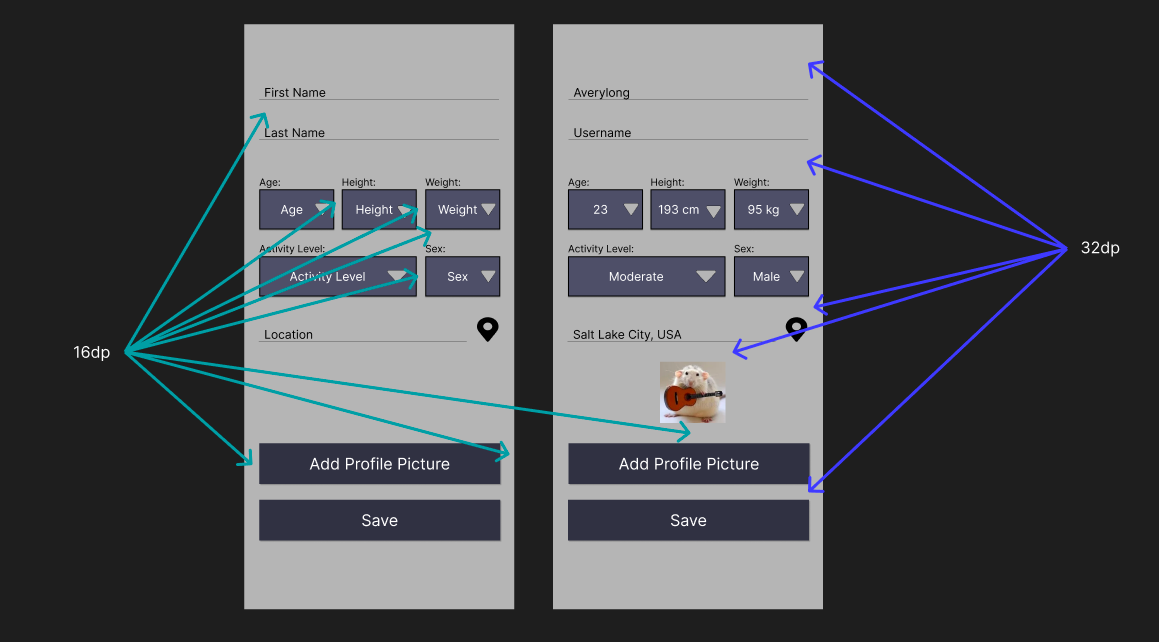 First Name
Last Name
Age: Height: Weight:
Age Height Weight
Activity Level: Sex:
Activity Level Sex
Location
Add Profile Picture
Save
Averylong
Username
Age: Height: Weight:
23 193 cm 95 kg
Activity Level: Sex:
Moderate Male
Salt Lake City, USA
Add Profile Picture
Save
16dp
32dp